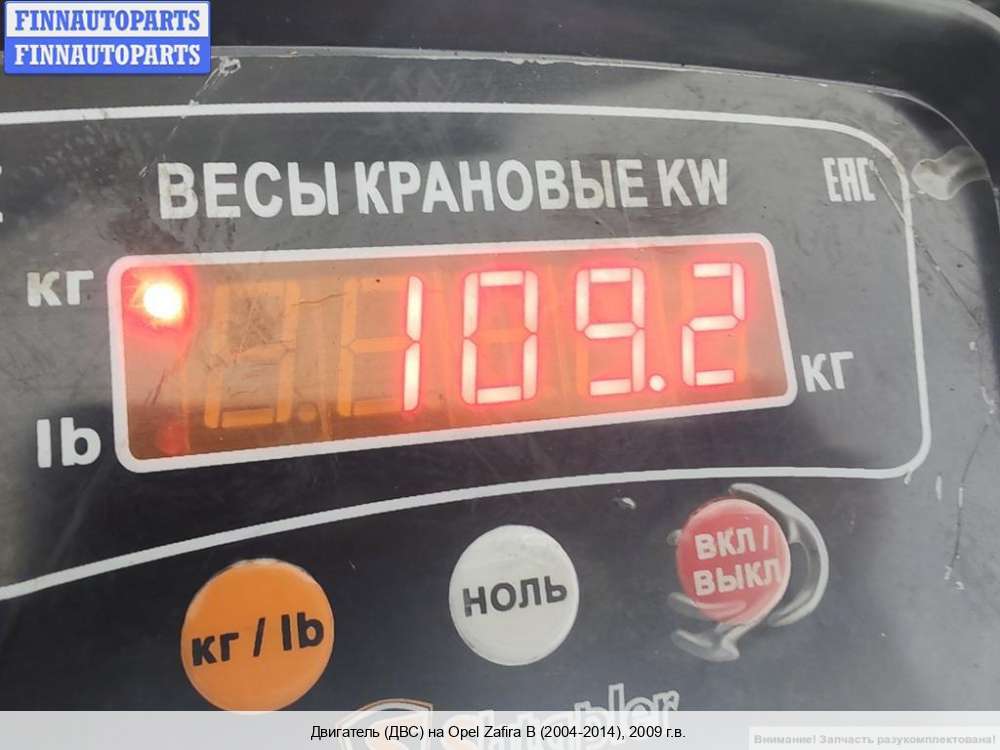 FINNAUTOPARTS
FINNAUTOPARTS
ВЕСЫ КРАНОВЫЕ KW
EAC
кг
109.2
кг
lb
ВКЛ /
ВЫКЛ
НОЛЬ
кг / lb
Двигатель (ДВС) на Opel Zafira B (2004-2014), 2009 г.в.
Внимание! Запчасть разукомплектована!